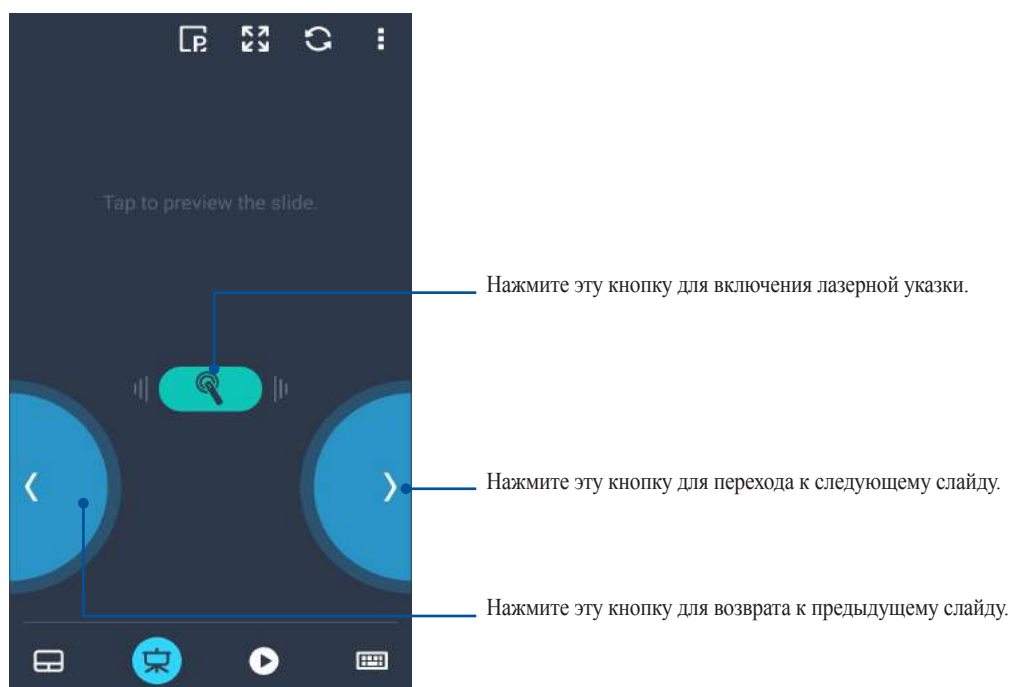 Tap to preview the slide.
Нажмите эту кнопку для включения лазерной указки.
Нажмите эту кнопку для перехода к следующему слайду.
Нажмите эту кнопку для возврата к предыдущему слайду.